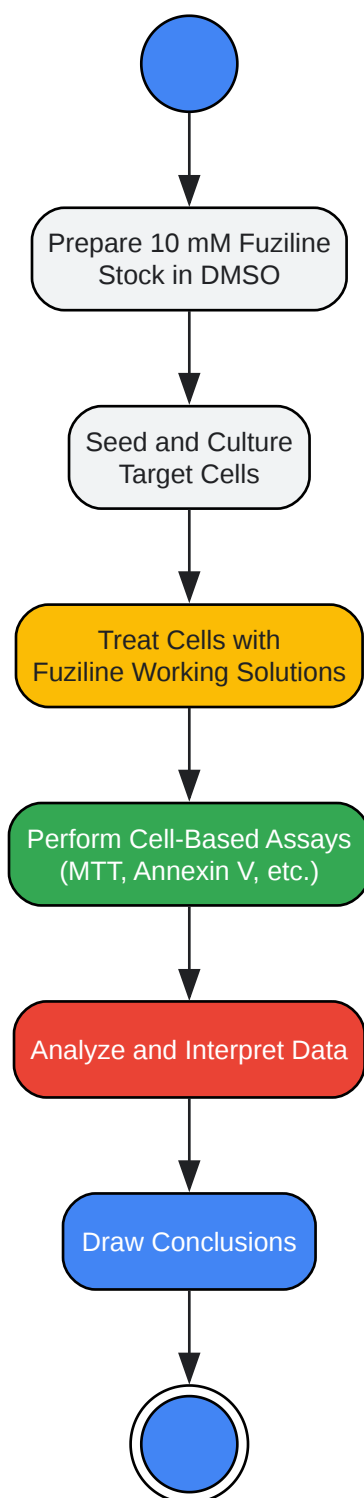 Prepare 10 mM Fuziline
Stock in DMSO
Seed and Culture
Target Cells
Treat Cells with
Fuziline Working Solutions
Perform Cell-Based Assays
(MTT, Annexin V, etc.)
Analyze and Interpret Data
Draw Conclusions